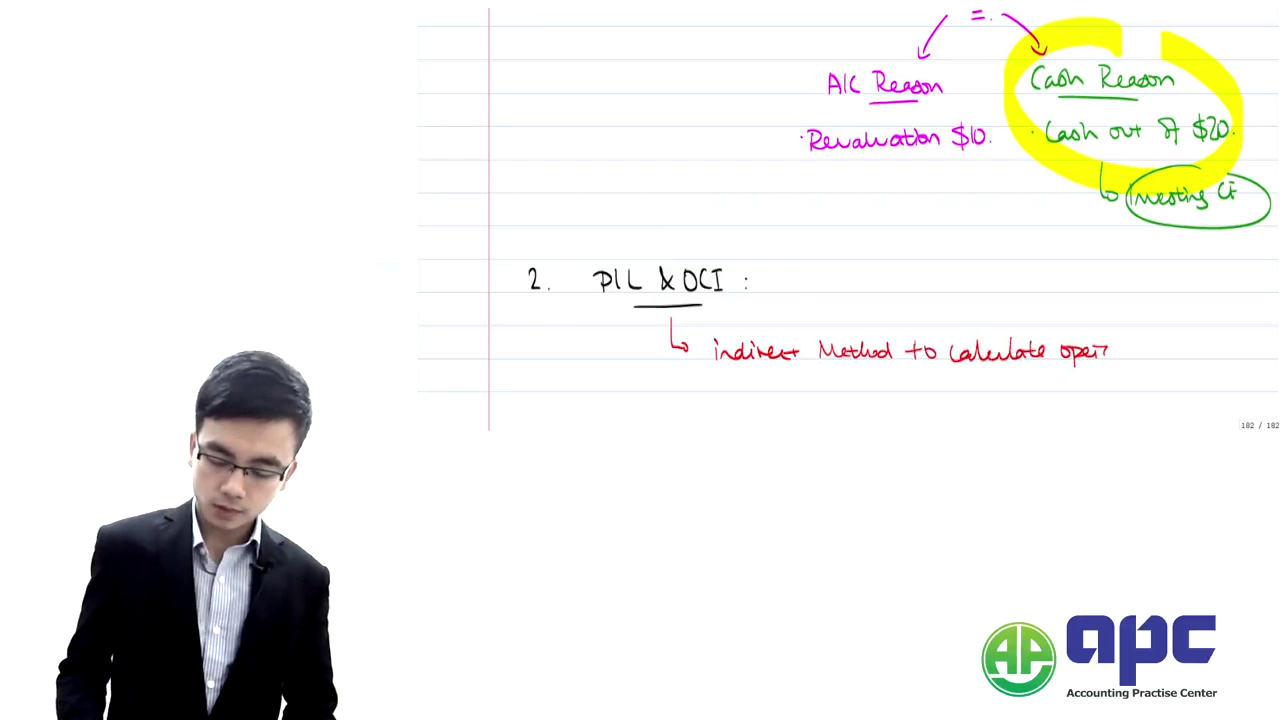 =.
A/C Reason
Cash Reason
· Revaluation $10.
· Cash out of $20.
Investing CF
2. P/L & OCI :
indirect Method to calculate oper
182 / 182
AP
apc
Accounting Practise Center